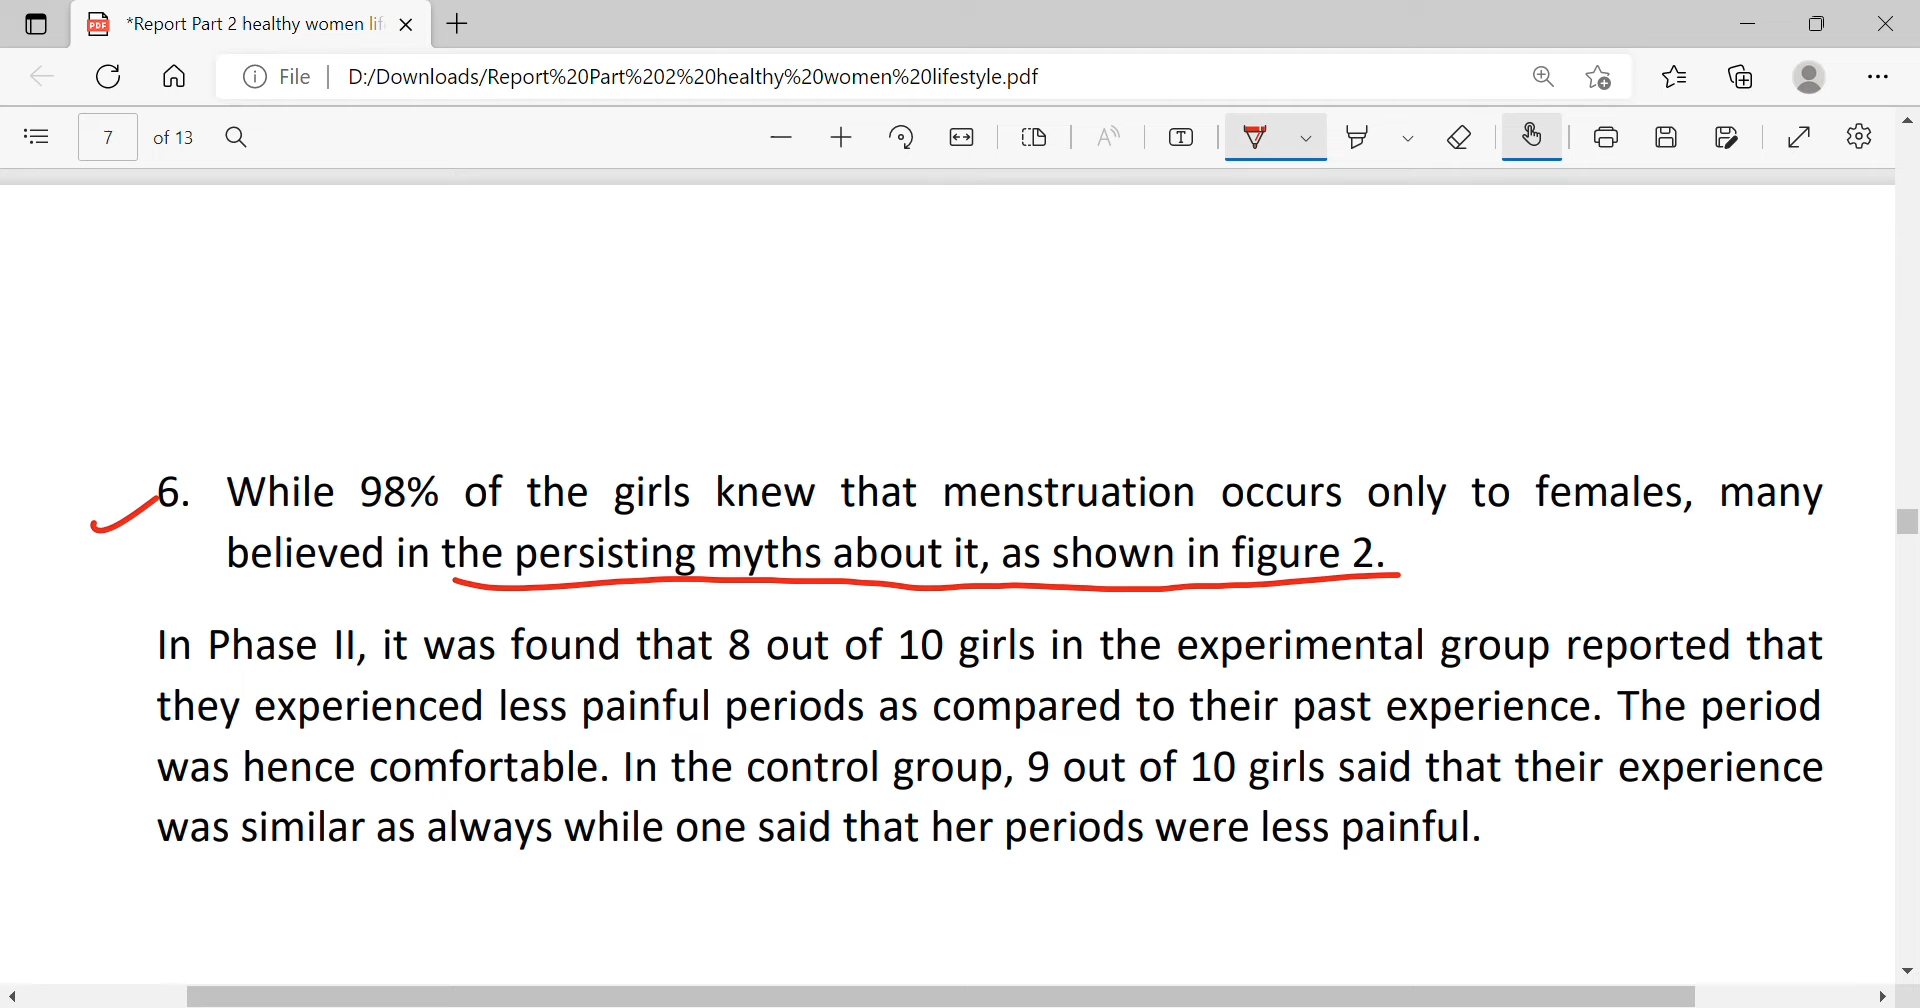 *Report Part 2 healthy women lif
File | D:/Downloads/Report%20Part%202%20healthy%20women%20lifestyle.pdf
7 of 13
6. While 98% of the girls knew that menstruation occurs only to females, many
believed in the persisting myths about it, as shown in figure 2.
In Phase II, it was found that 8 out of 10 girls in the experimental group reported that
they experienced less painful periods as compared to their past experience. The period
was hence comfortable. In the control group, 9 out of 10 girls said that their experience
was similar as always while one said that her periods were less painful.